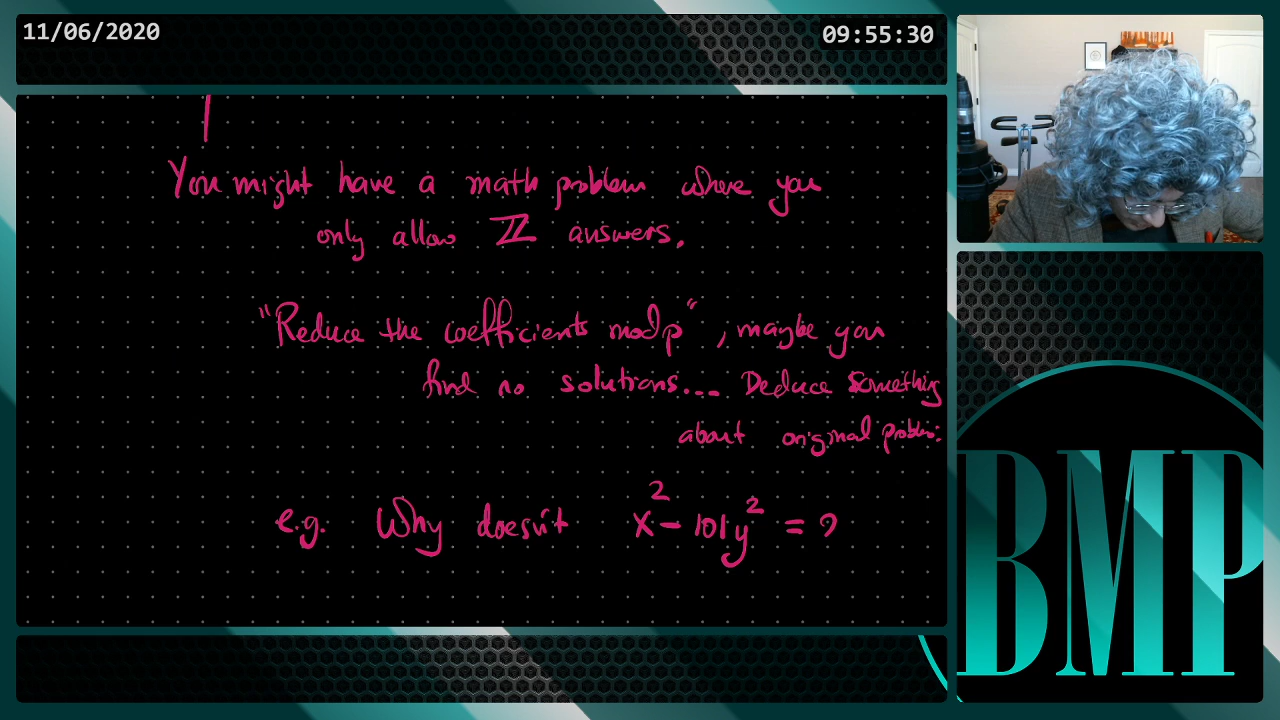 11/06/2020
09:55:30
You might have a math problem where you
only allow ℤ answers.
"Reduce the coefficients mod p", maybe you
find no solutions... Deduce something
about original problem:
e.g. Why doesn't x² - 101y² = 2
BMP